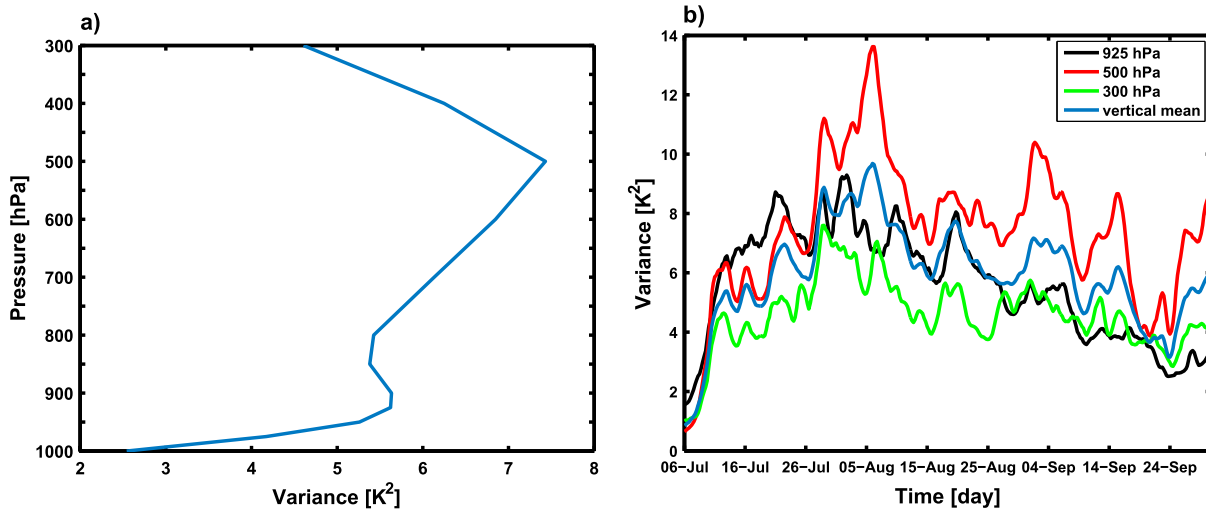 a)
300
400
500
600
700
800
900
1000
Pressure [hPa]
2 3 4 5 6 7 8
Variance [K²]
b)
14
12
10
8
6
4
2
0
Variance [K²]
925 hPa
500 hPa
300 hPa
vertical mean
06−Jul 16−Jul 26−Jul 05−Aug 15−Aug 25−Aug 04−Sep 14−Sep 24−Sep
Time [day]